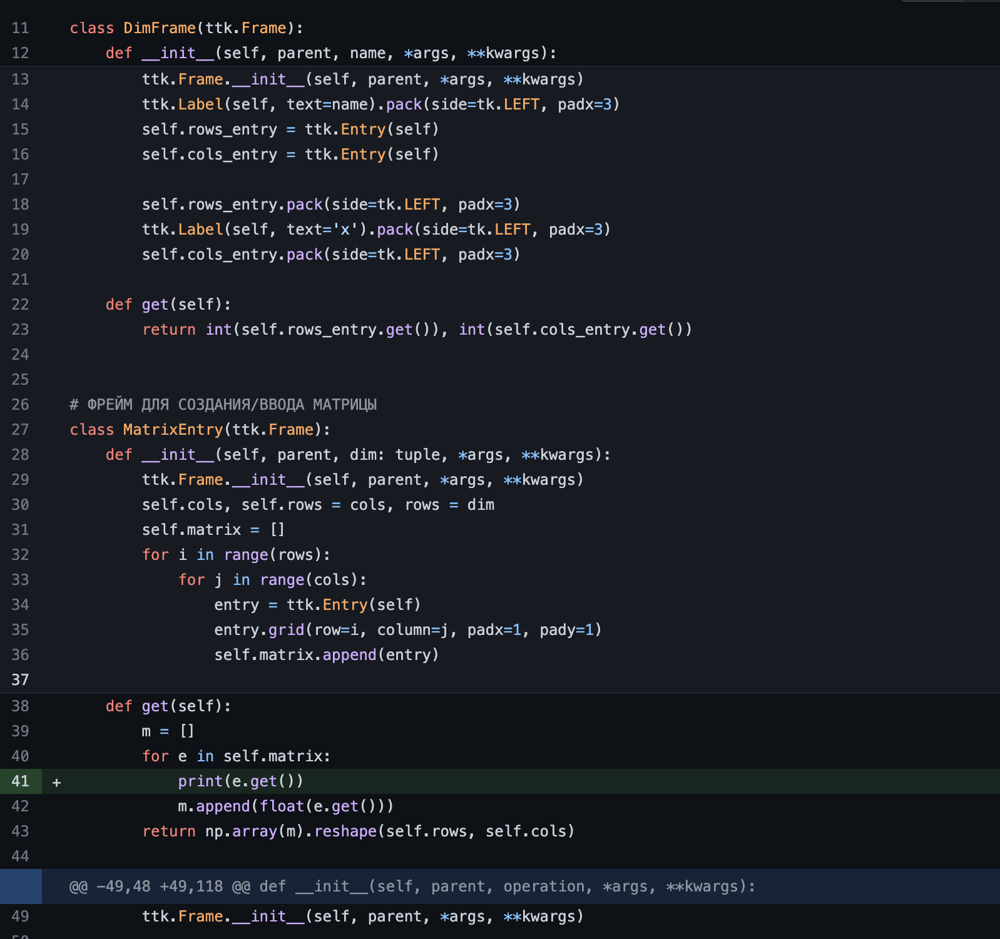 11 class DimFrame(ttk.Frame):
12 def __init__(self, parent, name, *args, **kwargs):
13 ttk.Frame.__init__(self, parent, *args, **kwargs)
14 ttk.Label(self, text=name).pack(side=tk.LEFT, padx=3)
15 self.rows_entry = ttk.Entry(self)
16 self.cols_entry = ttk.Entry(self)
17
18 self.rows_entry.pack(side=tk.LEFT, padx=3)
19 ttk.Label(self, text='x').pack(side=tk.LEFT, padx=3)
20 self.cols_entry.pack(side=tk.LEFT, padx=3)
21
22 def get(self):
23 return int(self.rows_entry.get()), int(self.cols_entry.get())
24
25
26 # ФРЕЙМ ДЛЯ СОЗДАНИЯ/ВВОДА МАТРИЦЫ
27 class MatrixEntry(ttk.Frame):
28 def __init__(self, parent, dim: tuple, *args, **kwargs):
29 ttk.Frame.__init__(self, parent, *args, **kwargs)
30 self.cols, self.rows = cols, rows = dim
31 self.matrix = []
32 for i in range(rows):
33 for j in range(cols):
34 entry = ttk.Entry(self)
35 entry.grid(row=i, column=j, padx=1, pady=1)
36 self.matrix.append(entry)
37
38 def get(self):
39 m = []
40 for e in self.matrix:
41 + print(e.get())
42 m.append(float(e.get()))
43 return np.array(m).reshape(self.rows, self.cols)
44
@@ -49,48 +49,118 @@ def __init__(self, parent, operation, *args, **kwargs):
49 ttk.Frame.__init__(self, parent, *args, **kwargs)